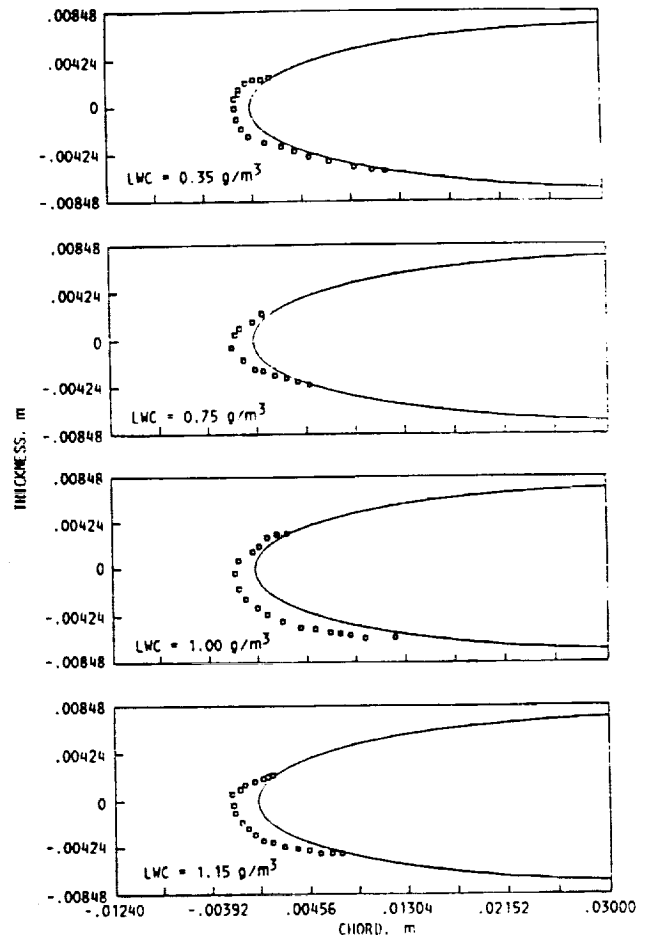 .00848
.00424
0
-.00424
LWC = 0.35 g/m³
-.00848
.00848
.00424
0
-.00424
LWC = 0.75 g/m³
-.00848
THICKNESS, m
.00848
.00424
0
-.00424
LWC = 1.00 g/m³
-.00848
.00848
.00424
0
-.00424
LWC = 1.15 g/m³
-.00848
-.01240 -.00392 .00456 .01304 .02152 .03000
CHORD, m